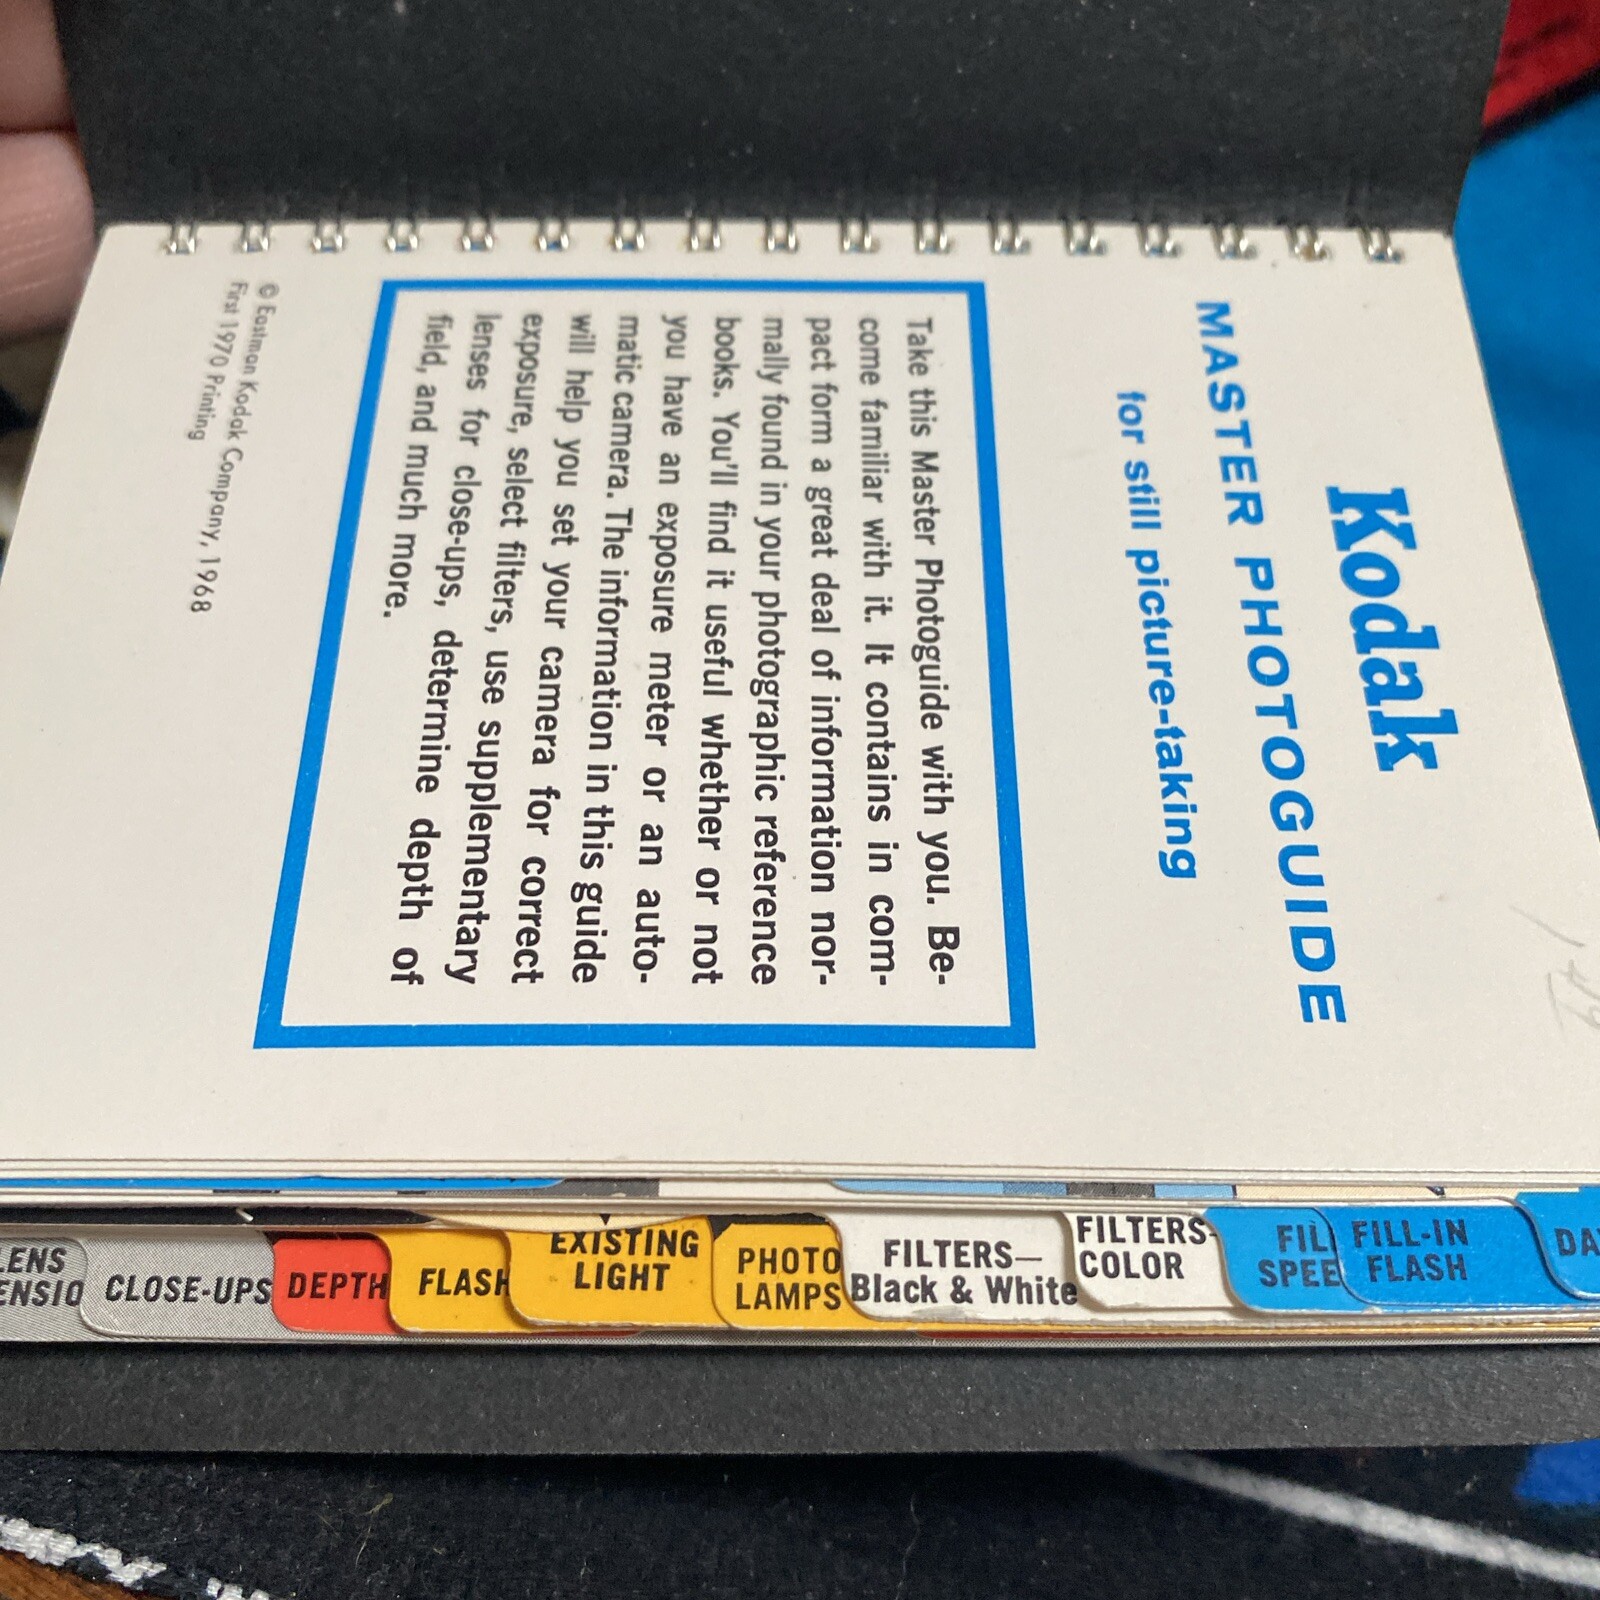 Kodak
MASTER PHOTOGUIDE
for still picture-taking
Take this Master Photoguide with you. Be-
come familiar with it. It contains in com-
pact form a great deal of information nor-
mally found in your photographic reference
books. You'll find it useful whether or not
you have an exposure meter or an auto-
matic camera. The information in this guide
will help you set your camera for correct
exposure, select filters, use supplementary
lenses for close-ups, determine depth of
field, and much more.
© Eastman Kodak Company, 1968
First 1970 Printing
LENS
ENSIO
CLOSE-UPS
DEPTH
FLASH
EXISTING
LIGHT
PHOTO
LAMPS
FILTERS—
Black & White
FILTERS-
COLOR
FIL
SPEE
FILL-IN
FLASH
DA